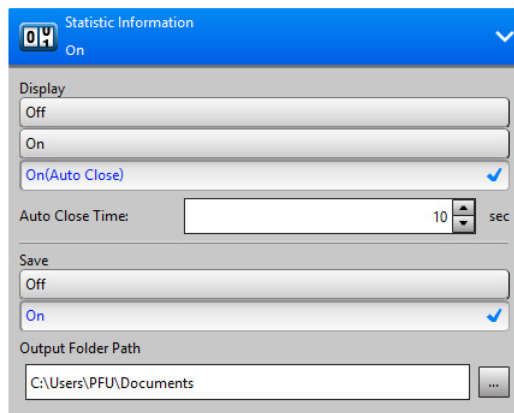 Statistic Information
On
Display
Off
On
On(Auto Close)
Auto Close Time: 10 sec
Save
Off
On
Output Folder Path
C:\Users\PFU\Documents ...